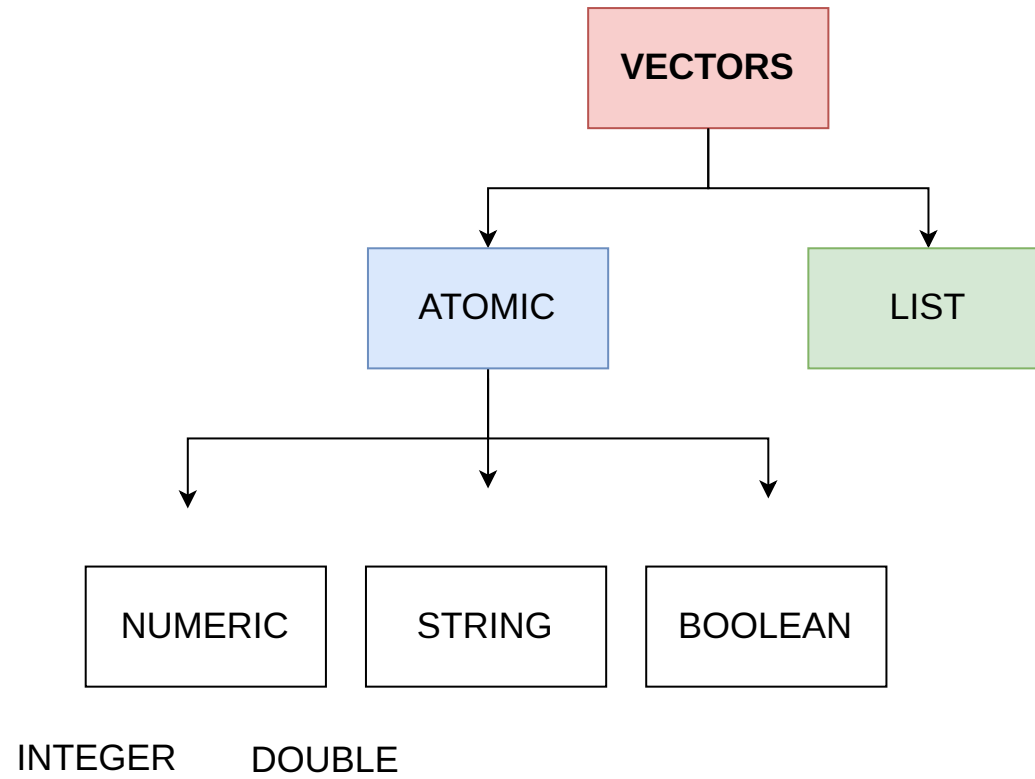 VECTORS
ATOMIC
LIST
NUMERIC
STRING
BOOLEAN
INTEGER
DOUBLE